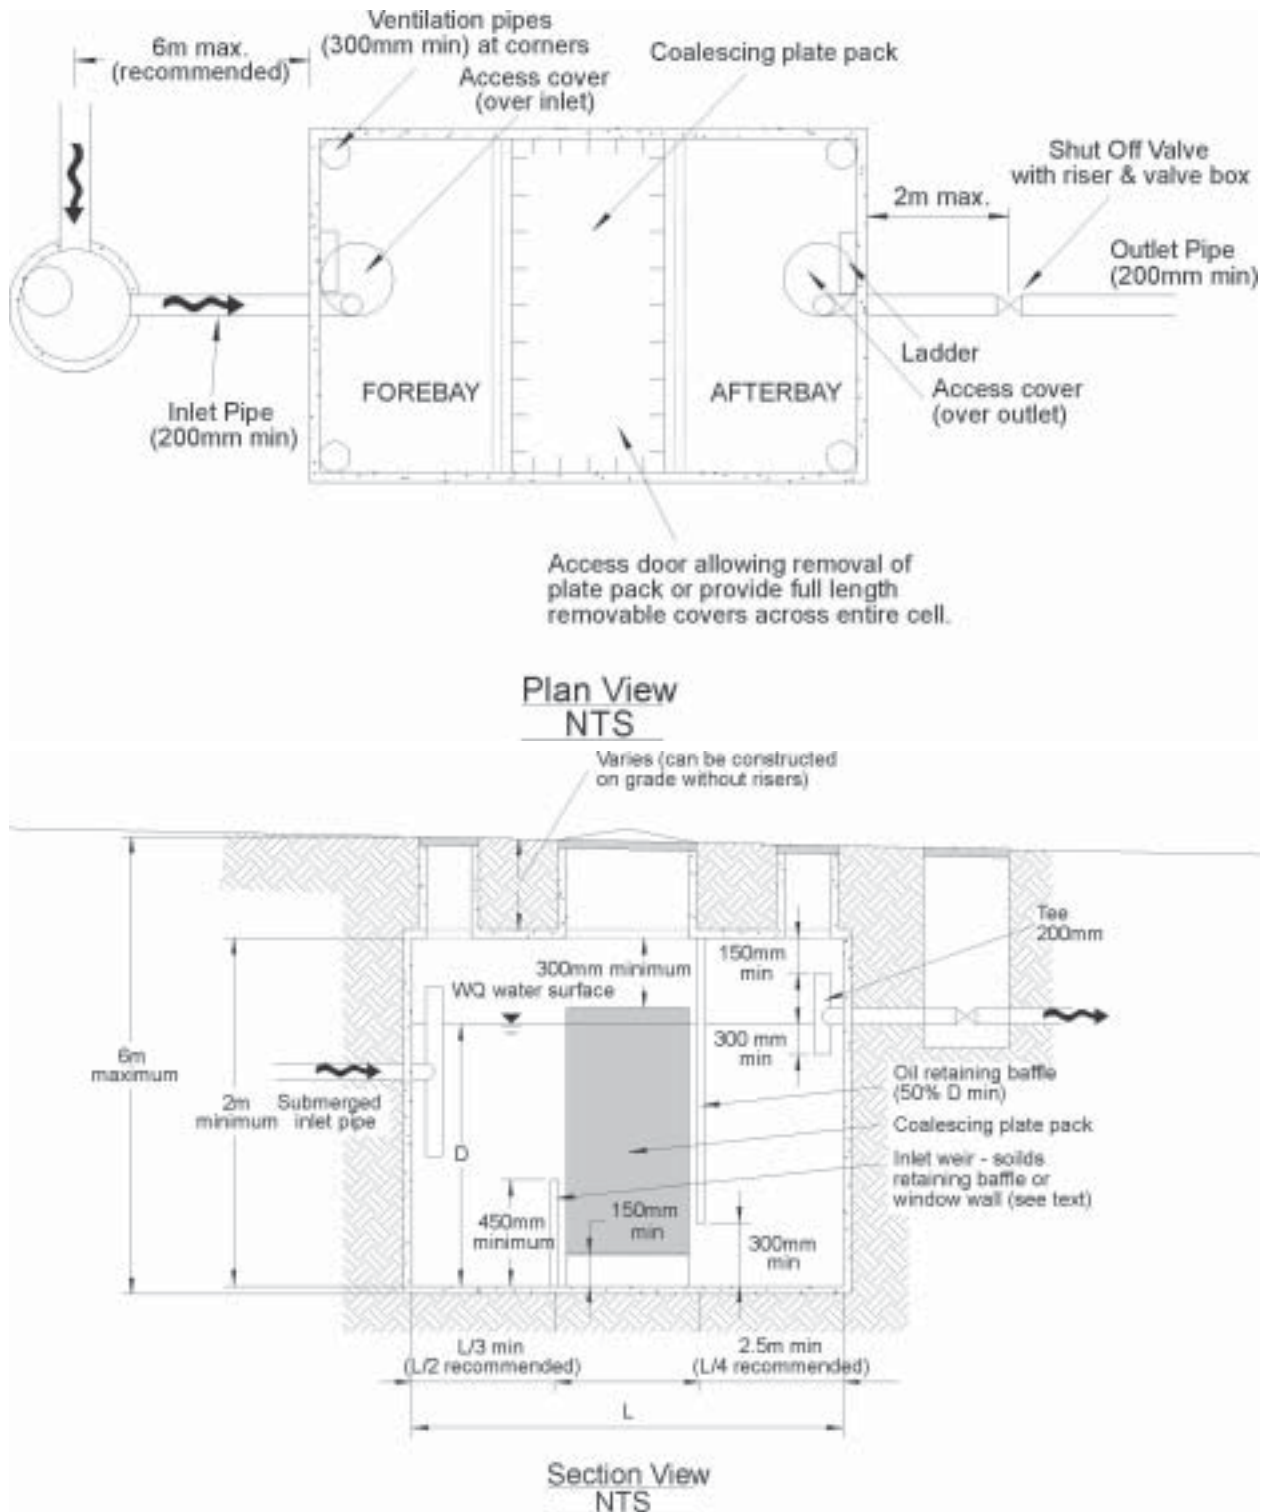 Ventilation pipes
(300mm min) at corners
6m max.
(recommended)
Access cover
(over inlet)
Coalescing plate pack
Shut Off Valve
with riser & valve box
2m max.
Outlet Pipe
(200mm min)
Ladder
Access cover
(over outlet)
FOREBAY
AFTERBAY
Inlet Pipe
(200mm min)
Access door allowing removal of
plate pack or provide full length
removable covers across entire cell.
Plan View
NTS
Varies (can be constructed
on grade without risers)
Tee
200mm
150mm
min
300mm minimum
WQ water surface
300 mm
min
6m
maximum
2m
minimum
Submerged
inlet pipe
D
Oil retaining baffle
(50% D min)
Coalescing plate pack
Inlet weir - soilds
retaining baffle or
window wall (see text)
450mm
minimum
150mm
min
300mm
min
L/3 min
(L/2 recommended)
2.5m min
(L/4 recommended)
L
Section View
NTS